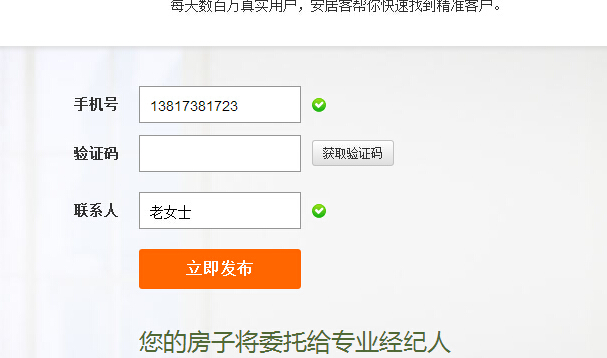 每天数百万真实用户，安居客帮你快速找到精准客户。
手机号 13817381723
验证码 获取验证码
联系人 老女士
立即发布
您的房子将委托给专业经纪人